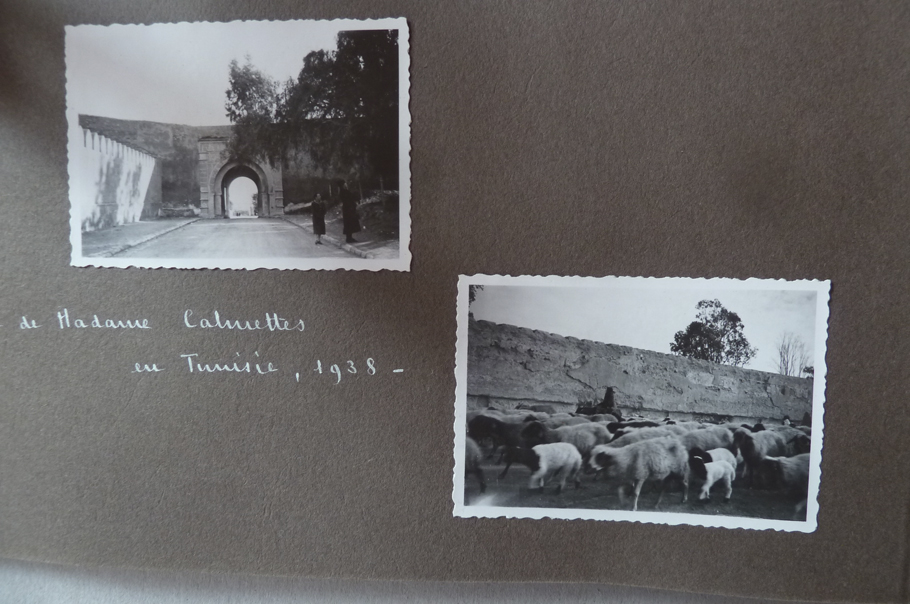 de Madame Calmettes
en Tunisie, 1938 -